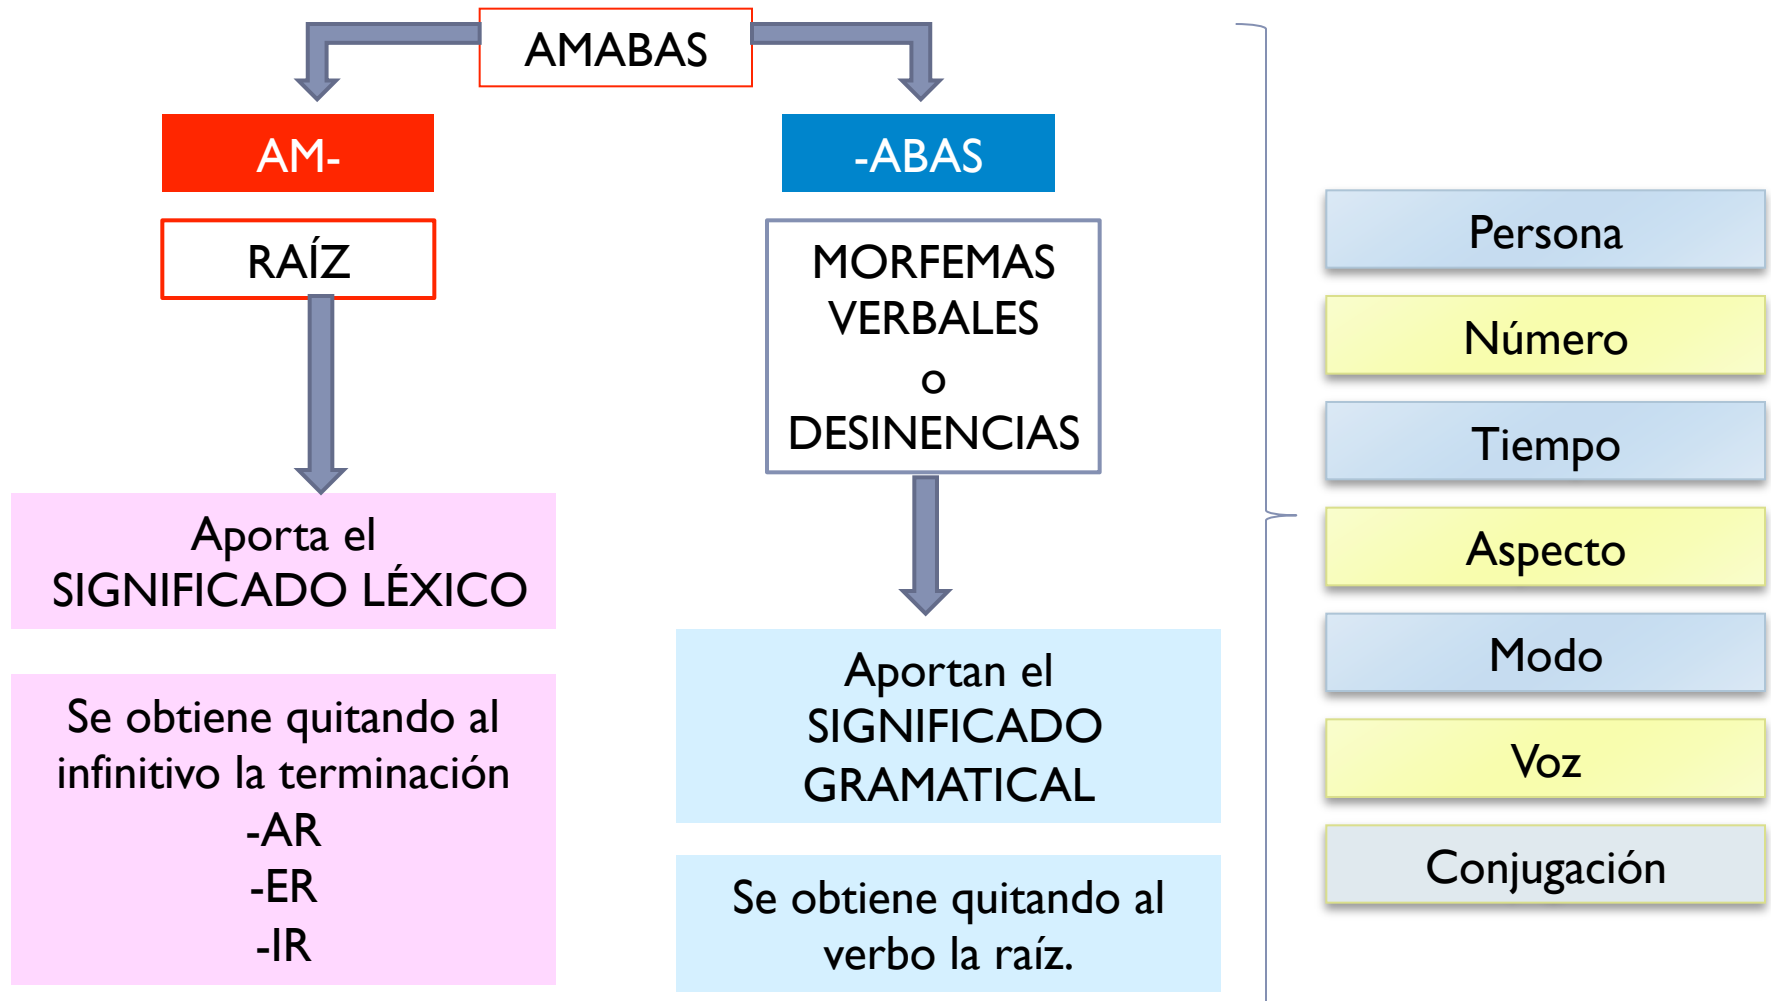 AMABAS
AM-
RAÍZ
Aporta el
SIGNIFICADO LÉXICO
Se obtiene quitando al
infinitivo la terminación
-AR
-ER
-IR
-ABAS
MORFEMAS
VERBALES
o
DESINENCIAS
Aportan el
SIGNIFICADO
GRAMATICAL
Se obtiene quitando al
verbo la raíz.
Persona
Número
Tiempo
Aspecto
Modo
Voz
Conjugación